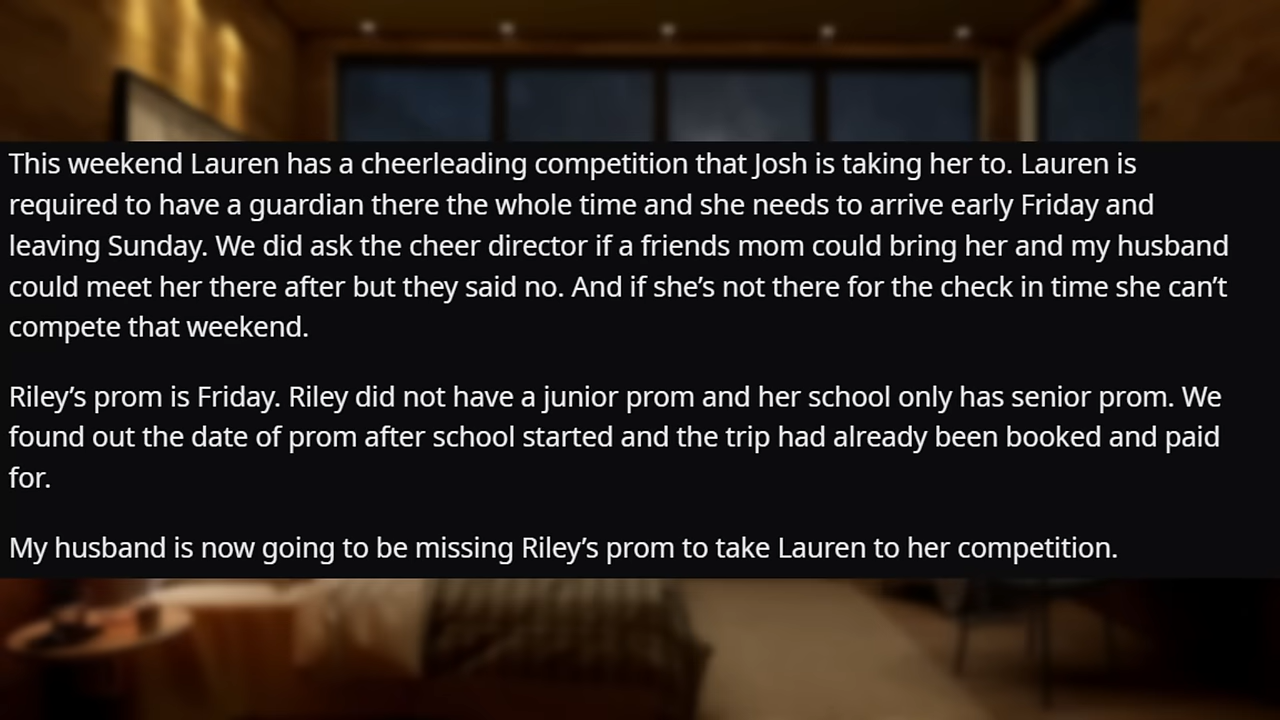 This weekend Lauren has a cheerleading competition that Josh is taking her to. Lauren is
required to have a guardian there the whole time and she needs to arrive early Friday and
leaving Sunday. We did ask the cheer director if a friends mom could bring her and my husband
could meet her there after but they said no. And if she’s not there for the check in time she can’t
compete that weekend.
Riley’s prom is Friday. Riley did not have a junior prom and her school only has senior prom. We
found out the date of prom after school started and the trip had already been booked and paid
for.
My husband is now going to be missing Riley’s prom to take Lauren to her competition.